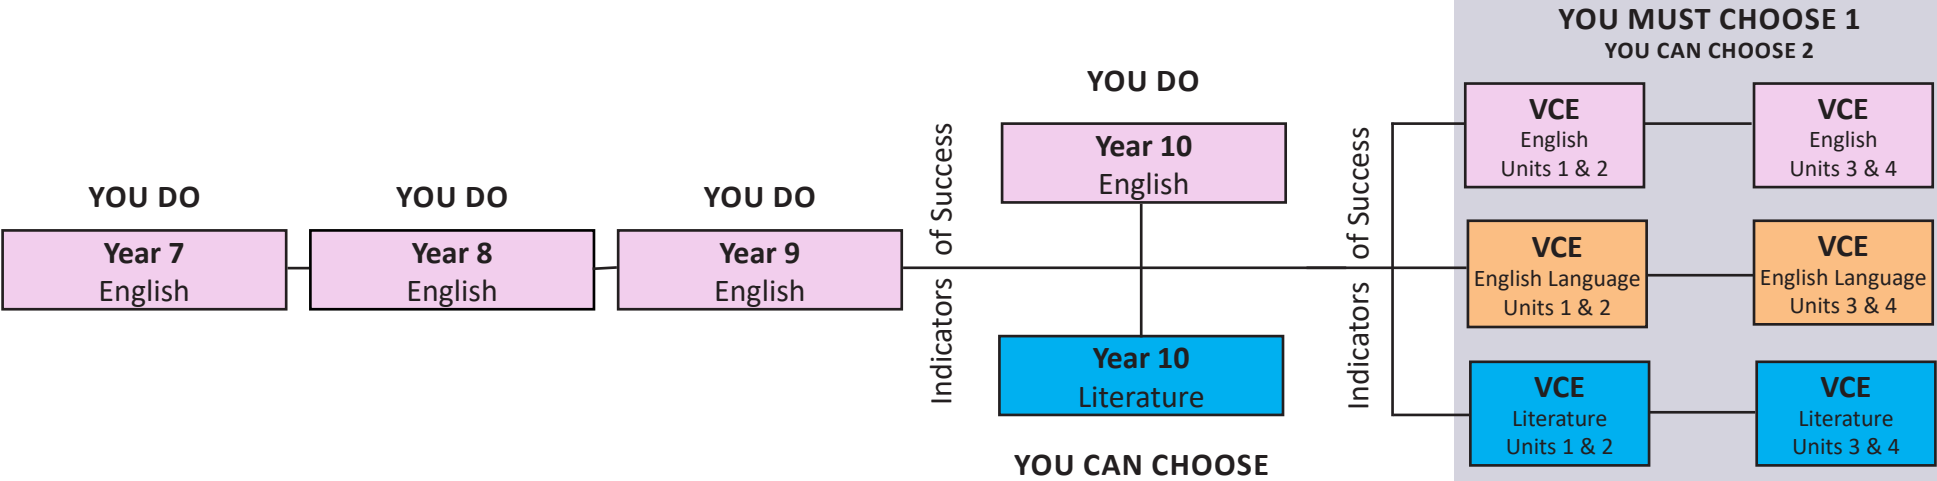 YOU DO
Year 7
English
YOU DO
Year 8
English
YOU DO
Year 9
English
Indicators of Success
YOU DO
Year 10
English
Year 10
Literature
YOU CAN CHOOSE
Indicators of Success
YOU MUST CHOOSE 1
YOU CAN CHOOSE 2
VCE
English
Units 1 & 2
VCE
English
Units 3 & 4
VCE
English Language
Units 1 & 2
VCE
English Language
Units 3 & 4
VCE
Literature
Units 1 & 2
VCE
Literature
Units 3 & 4